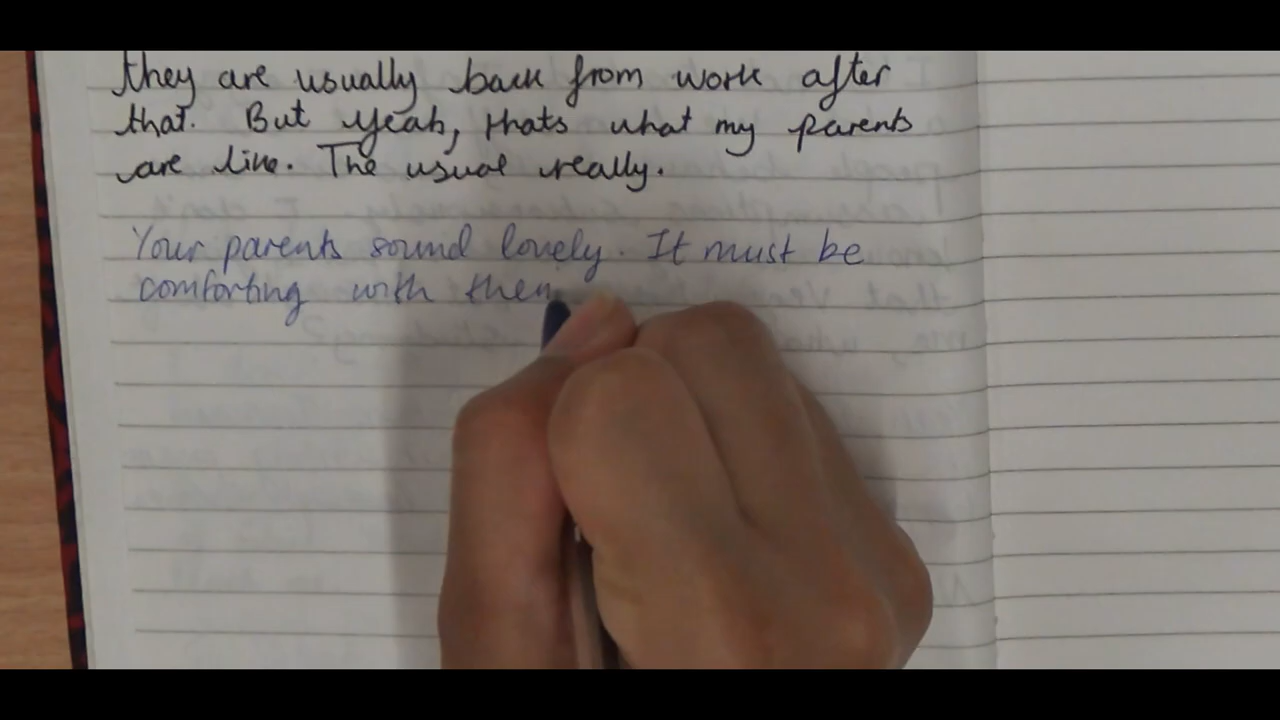 they are usually back from work after
that. But yeah, thats what my parents
are like. The usual really.
Your parents sound lovely. It must be
comforting with them